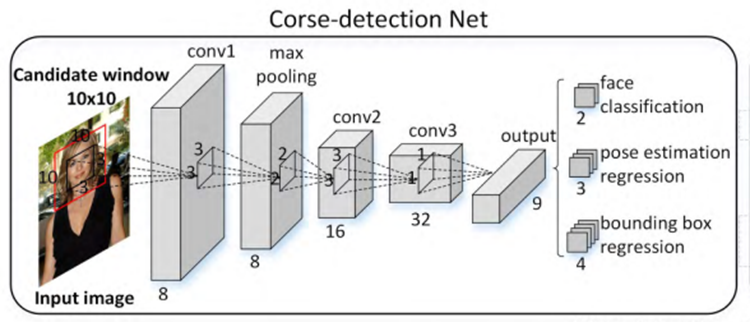 Corse-detection Net
Candidate window
10x10
10
10
3
3
Input image
conv1
3
3
8
max
pooling
2
2
8
conv2
3
3
16
conv3
1
1
32
output
9
face
classification
2
pose estimation
regression
3
bounding box
regression
4